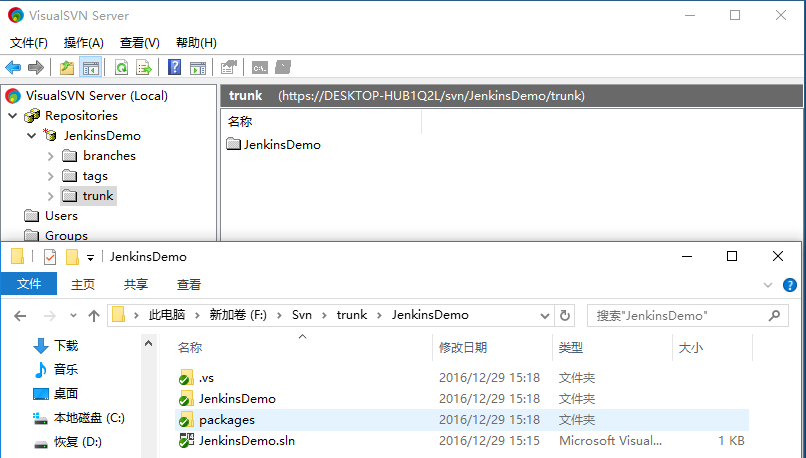 VisualSVN Server
文件(F) 操作(A) 查看(V) 帮助(H)
VisualSVN Server (Local)
Repositories
JenkinsDemo
branches
tags
trunk
Users
Groups
trunk (https://DESKTOP-HUB1Q2L/svn/JenkinsDemo/trunk)
名称
JenkinsDemo
JenkinsDemo
文件 主页 共享 查看
此电脑 新加卷 (F:) Svn trunk JenkinsDemo
搜索"JenkinsDemo"
下载
音乐
桌面
本地磁盘 (C:)
恢复 (D:)
名称 修改日期 类型 大小
.vs 2016/12/29 15:18 文件夹
JenkinsDemo 2016/12/29 15:18 文件夹
packages 2016/12/29 15:18 文件夹
JenkinsDemo.sln 2016/12/29 15:15 Microsoft Visual... 1 KB